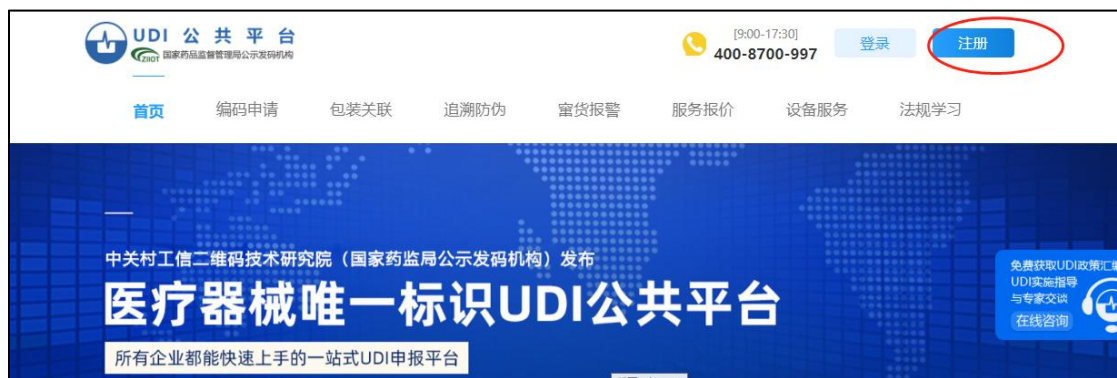 UDI 公共平台
ZIIOT 国家药品监督管理局公示发码机构
[9:00-17:30]
400-8700-997
登录
注册
首页 编码申请 包装关联 追溯防伪 窜货报警 服务报价 设备服务 法规学习
中关村工信二维码技术研究院（国家药监局公示发码机构）发布
医疗器械唯一标识UDI公共平台
所有企业都能快速上手的一站式UDI申报平台
免费获取UDI政策汇编
UDI实施指导
与专家交谈
在线咨询